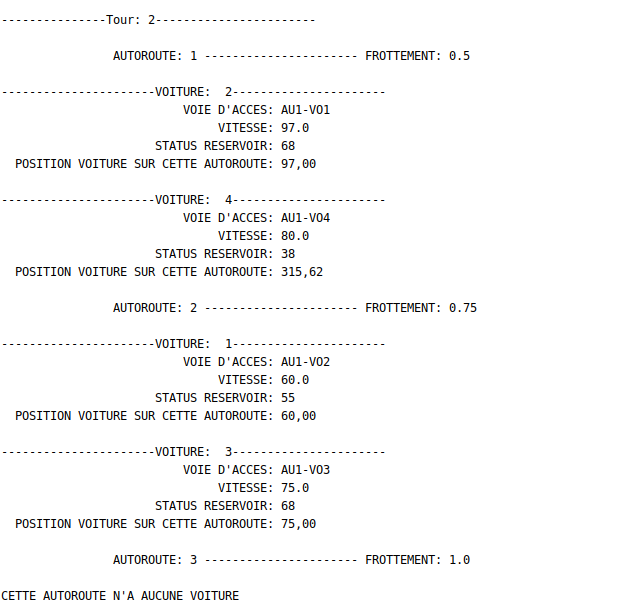 ---------------Tour: 2-----------------------
AUTOROUTE: 1 ---------------------- FROTTEMENT: 0.5
----------------------VOITURE:  2----------------------
VOIE D'ACCES: AU1-VO1
VITESSE: 97.0
STATUS RESERVOIR: 68
POSITION VOITURE SUR CETTE AUTOROUTE: 97,00
----------------------VOITURE:  4----------------------
VOIE D'ACCES: AU1-VO4
VITESSE: 80.0
STATUS RESERVOIR: 38
POSITION VOITURE SUR CETTE AUTOROUTE: 315,62
AUTOROUTE: 2 ---------------------- FROTTEMENT: 0.75
----------------------VOITURE:  1----------------------
VOIE D'ACCES: AU1-VO2
VITESSE: 60.0
STATUS RESERVOIR: 55
POSITION VOITURE SUR CETTE AUTOROUTE: 60,00
----------------------VOITURE:  3----------------------
VOIE D'ACCES: AU1-VO3
VITESSE: 75.0
STATUS RESERVOIR: 68
POSITION VOITURE SUR CETTE AUTOROUTE: 75,00
AUTOROUTE: 3 ---------------------- FROTTEMENT: 1.0
CETTE AUTOROUTE N'A AUCUNE VOITURE